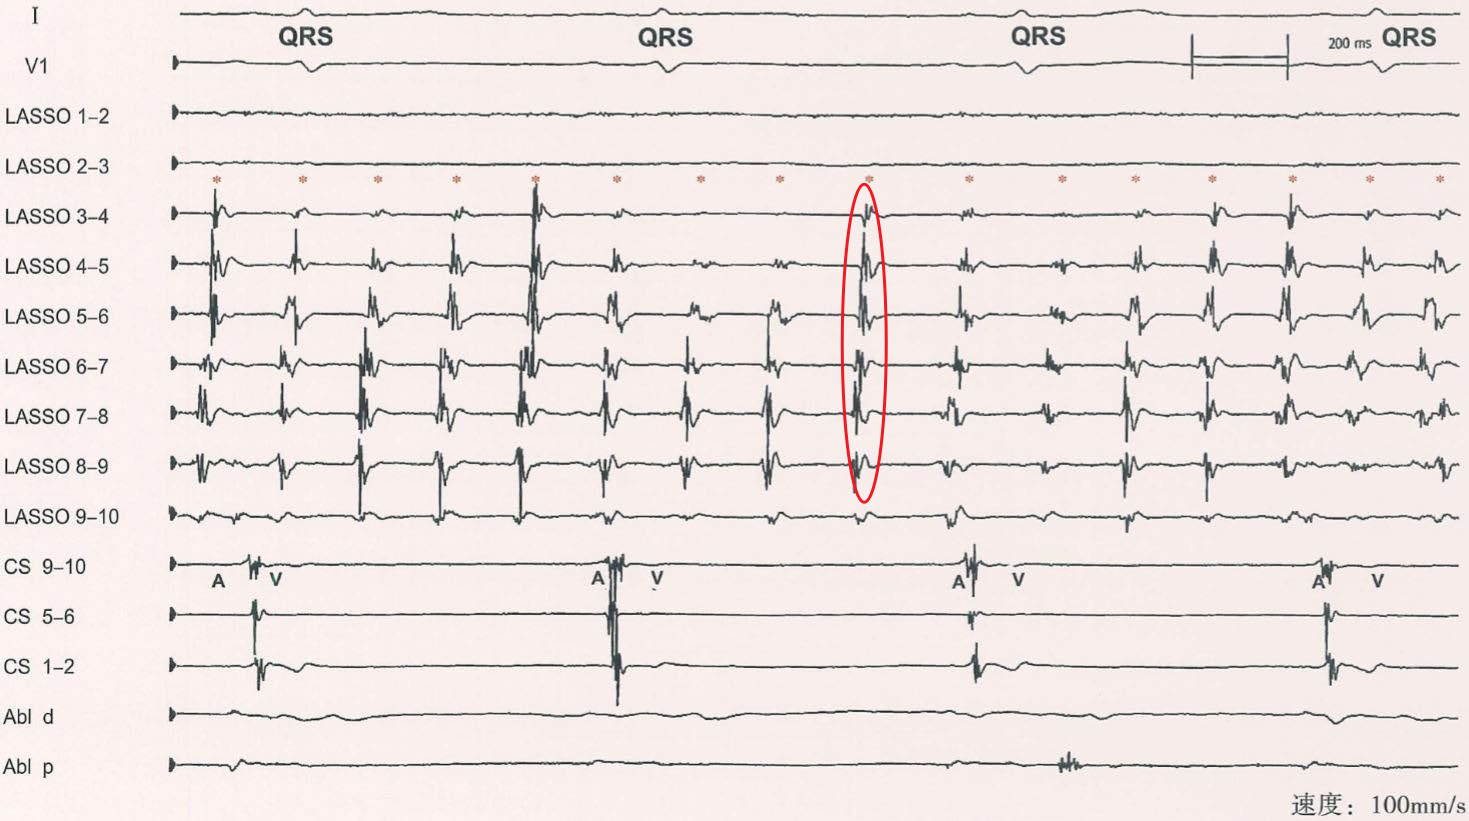 I
QRS QRS QRS 200 ms QRS
V1
LASSO 1–2
LASSO 2–3
* * * * * * * * * * * * * * * *
LASSO 3–4
LASSO 4–5
LASSO 5–6
LASSO 6–7
LASSO 7–8
LASSO 8–9
LASSO 9–10
CS 9–10
A V A V A V A V
CS 5–6
CS 1–2
Abl d
Abl p
速度：100mm/s